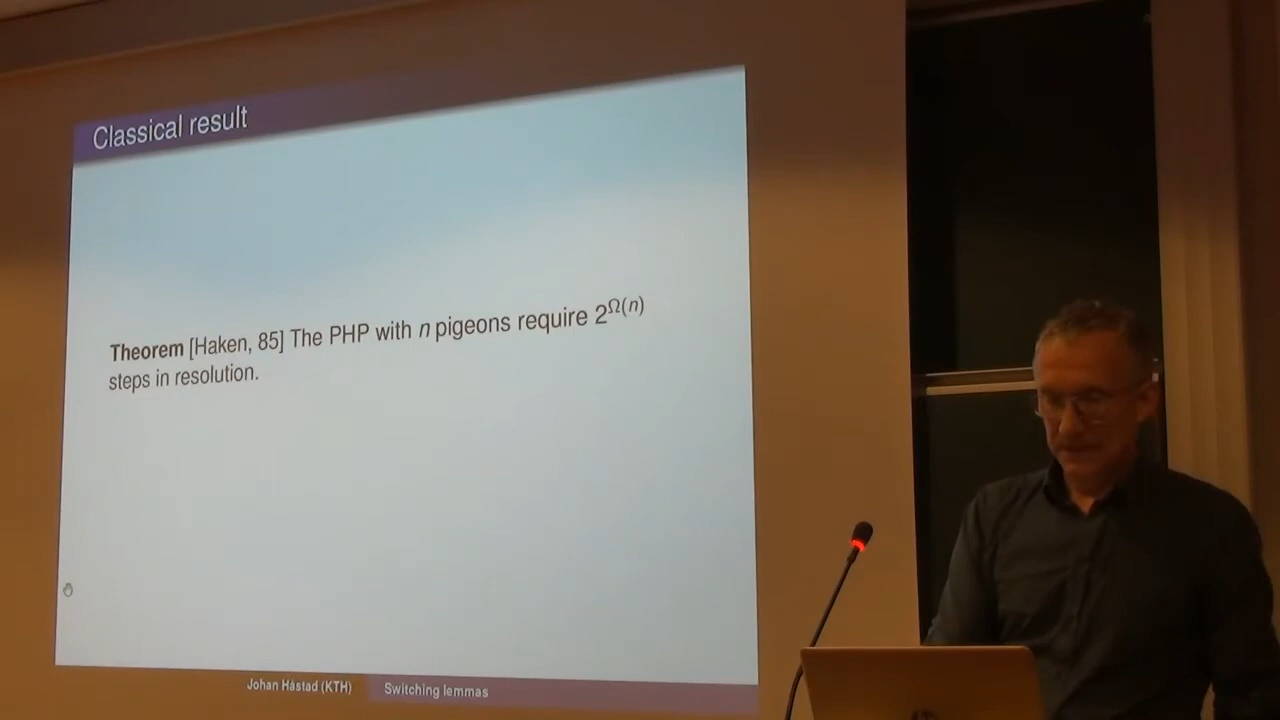 Classical result
Theorem [Haken, 85] The PHP with n pigeons require 2^Ω(n)
steps in resolution.
Johan Håstad (KTH) Switching lemmas